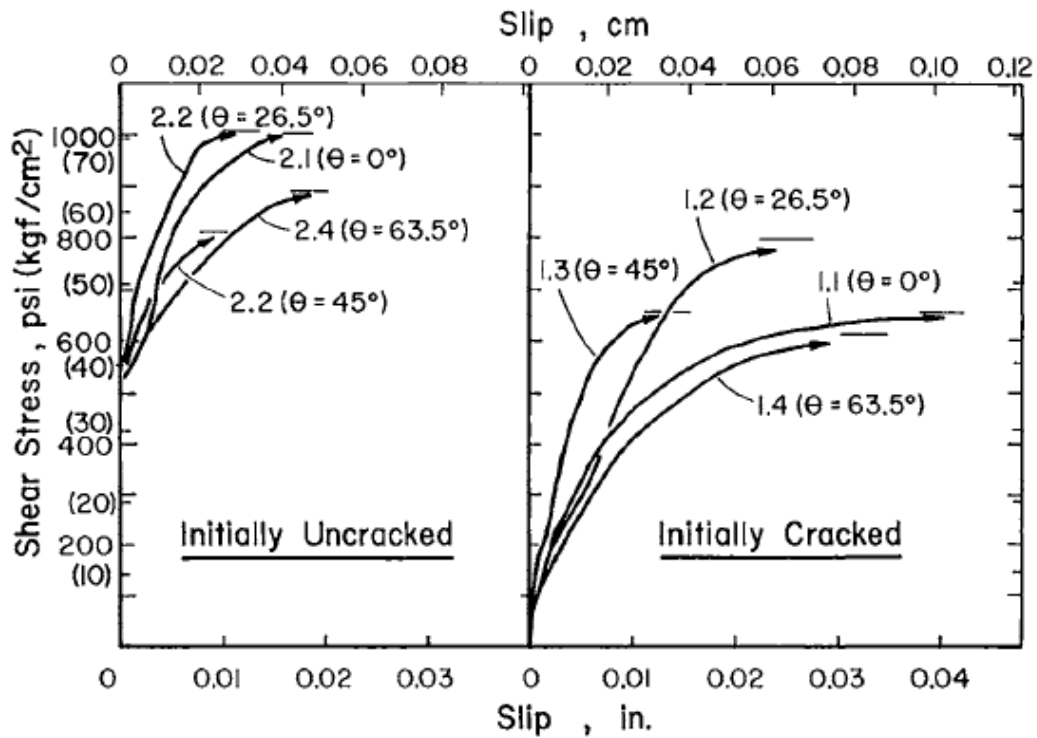 Slip , cm
0 0.02 0.04 0.06 0.08 0 0.02 0.04 0.06 0.08 0.10 0.12
Shear Stress , psi (kgf/cm²)
1000
(70)
(60)
800
(50)
600
(40)
(30)
400
(20)
200
(10)
2.2 (θ = 26.5°)
2.1 (θ = 0°)
2.4 (θ = 63.5°)
2.2 (θ = 45°)
Initially Uncracked
1.2 (θ = 26.5°)
1.3 (θ = 45°)
1.1 (θ = 0°)
1.4 (θ = 63.5°)
Initially Cracked
0 0.01 0.02 0.03 0 0.01 0.02 0.03 0.04
Slip , in.